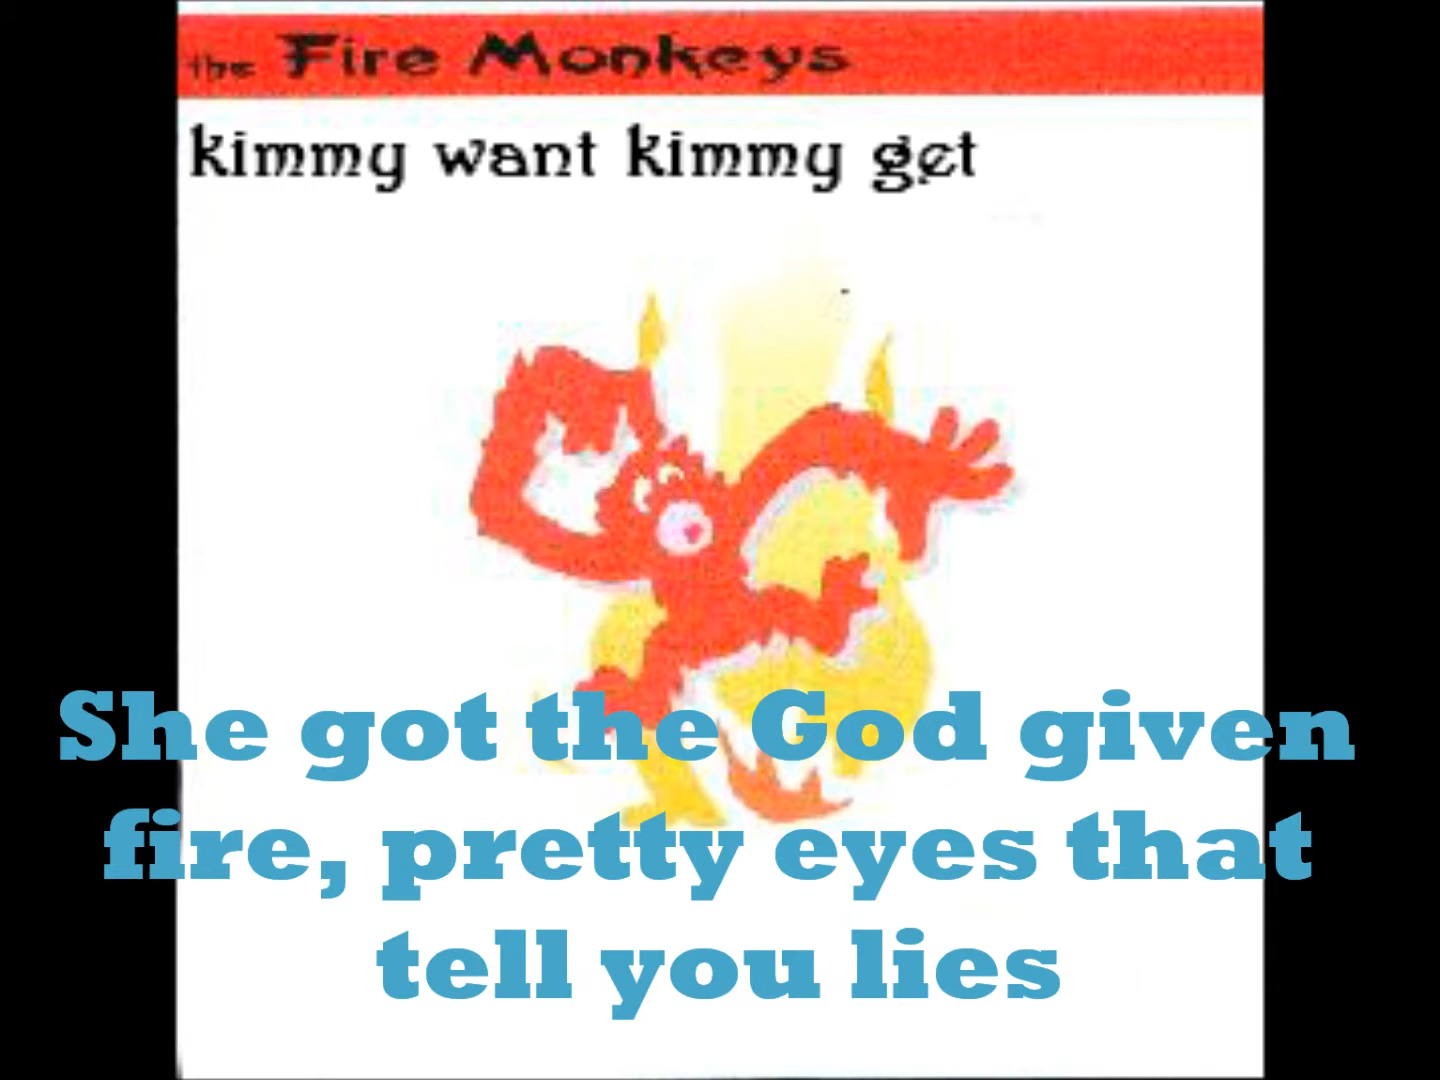 the Fire Monkeys
kimmy want kimmy get
She got the God given
fire, pretty eyes that
tell you lies